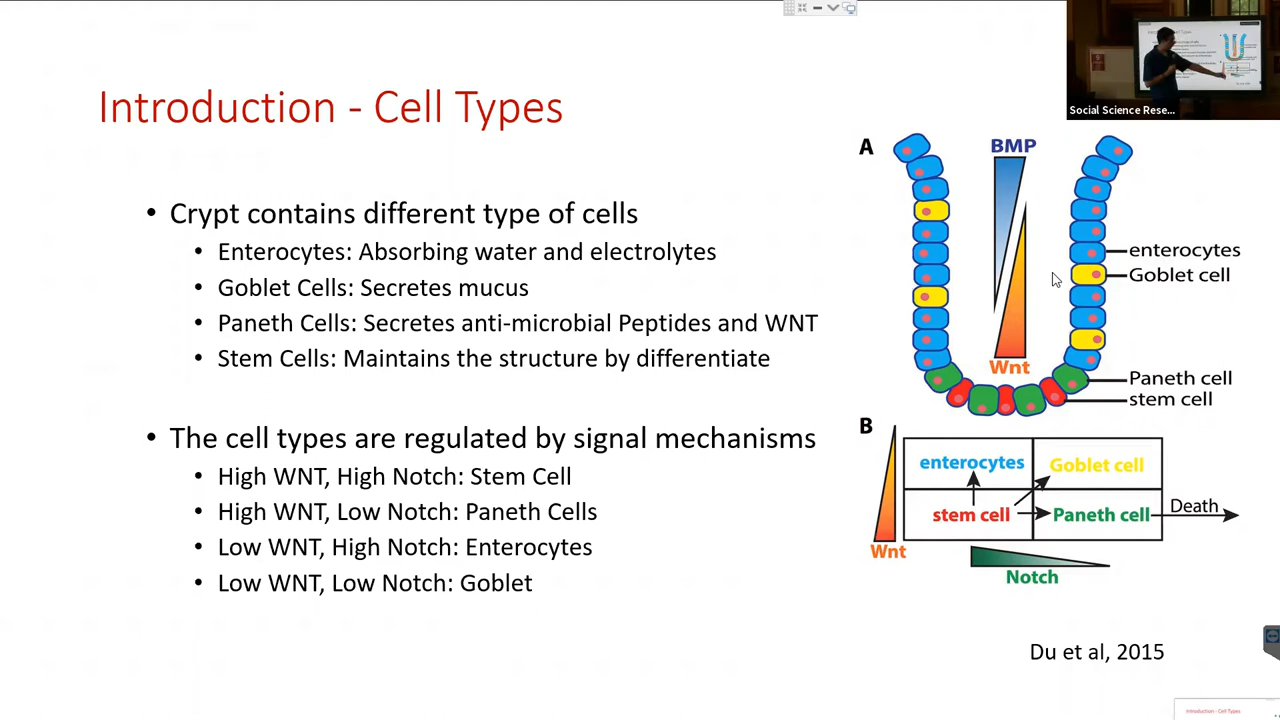 Social Science Rese...
Introduction - Cell Types
• Crypt contains different type of cells
• Enterocytes: Absorbing water and electrolytes
• Goblet Cells: Secretes mucus
• Paneth Cells: Secretes anti-microbial Peptides and WNT
• Stem Cells: Maintains the structure by differentiate
• The cell types are regulated by signal mechanisms
• High WNT, High Notch: Stem Cell
• High WNT, Low Notch: Paneth Cells
• Low WNT, High Notch: Enterocytes
• Low WNT, Low Notch: Goblet
A
BMP
enterocytes
Goblet cell
Wnt
Paneth cell
stem cell
B
enterocytes
Goblet cell
stem cell
Paneth cell
Death
Wnt
Notch
Du et al, 2015
Introduction - Cell Types